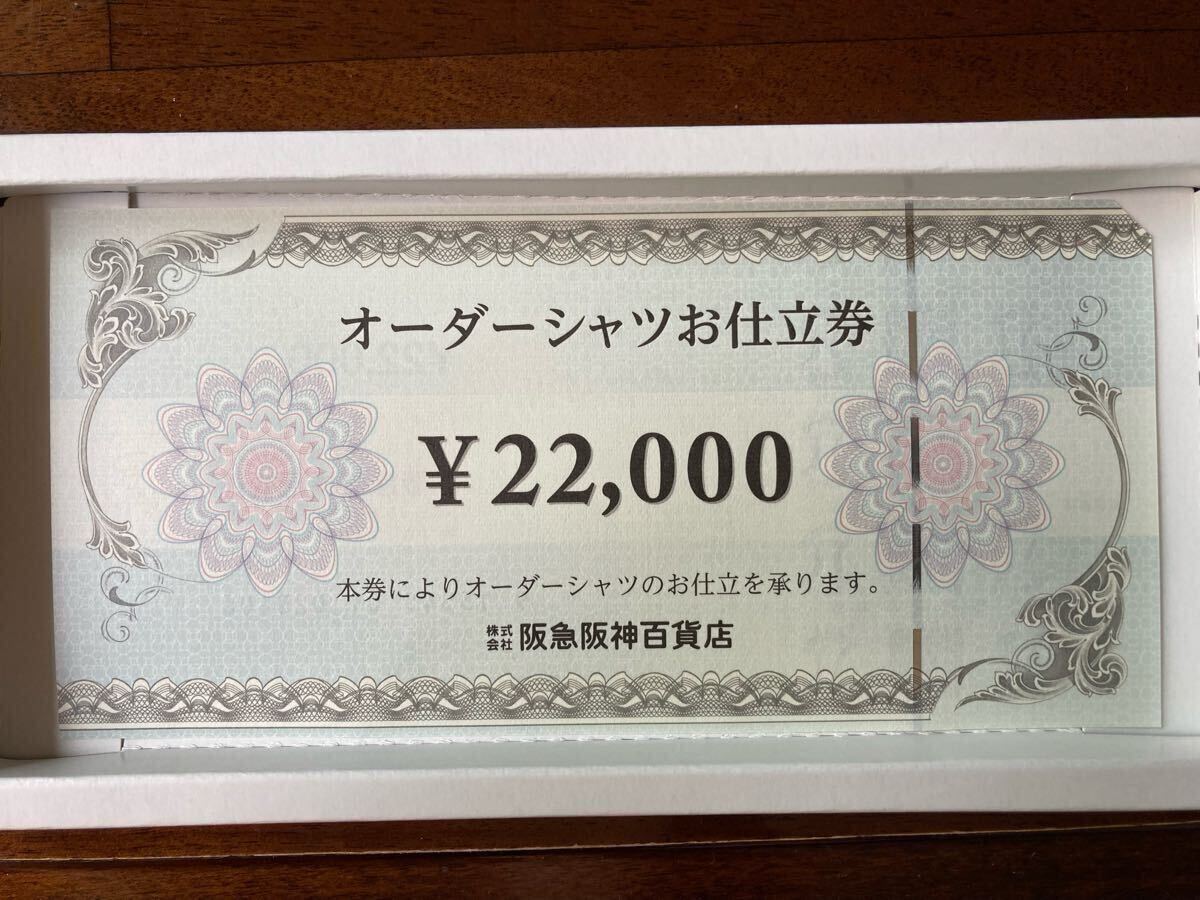 オーダーシャツお仕立券
¥22,000
本券によりオーダーシャツのお仕立を承ります。
株式会社 阪急阪神百貨店